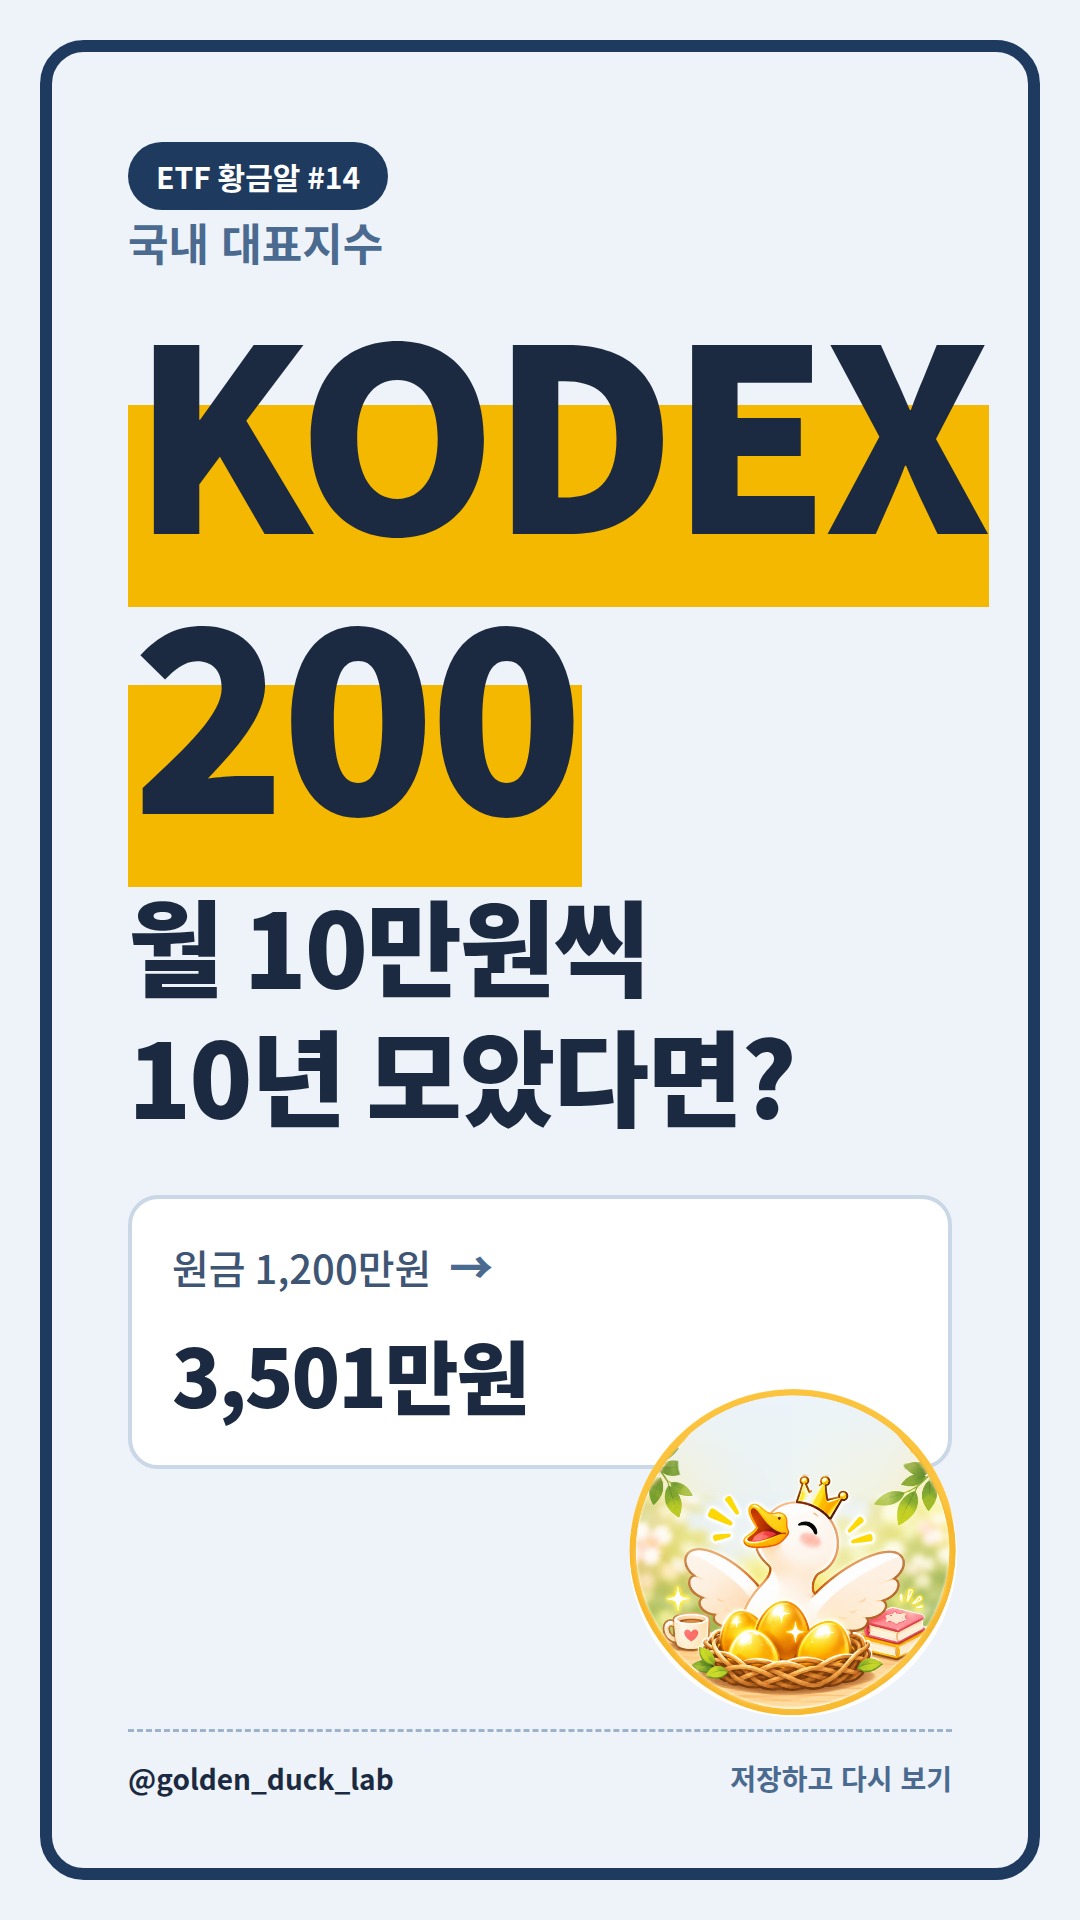 ETF 황금알 #14
국내 대표지수
KODEX
200
월 10만원씩
10년 모았다면?
원금 1,200만원 →
3,501만원
@golden_duck_lab
저장하고 다시 보기